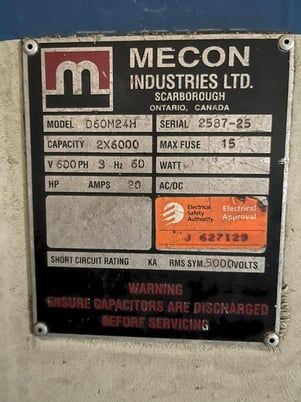 m
MECON
INDUSTRIES LTD.
SCARBOROUGH
ONTARIO, CANADA
MODEL D60M24H SERIAL 2587-25
CAPACITY 2X6000 MAX FUSE 15
V 600 PH 3 Hz 60 WATT
HP AMPS 20 AC/DC
Electrical Safety Authority
Electrical Approval
J 627129
SHORT CIRCUIT RATING KA RMS SYM. 5000 VOLTS
WARNING
ENSURE CAPACITORS ARE DISCHARGED
BEFORE SERVICING